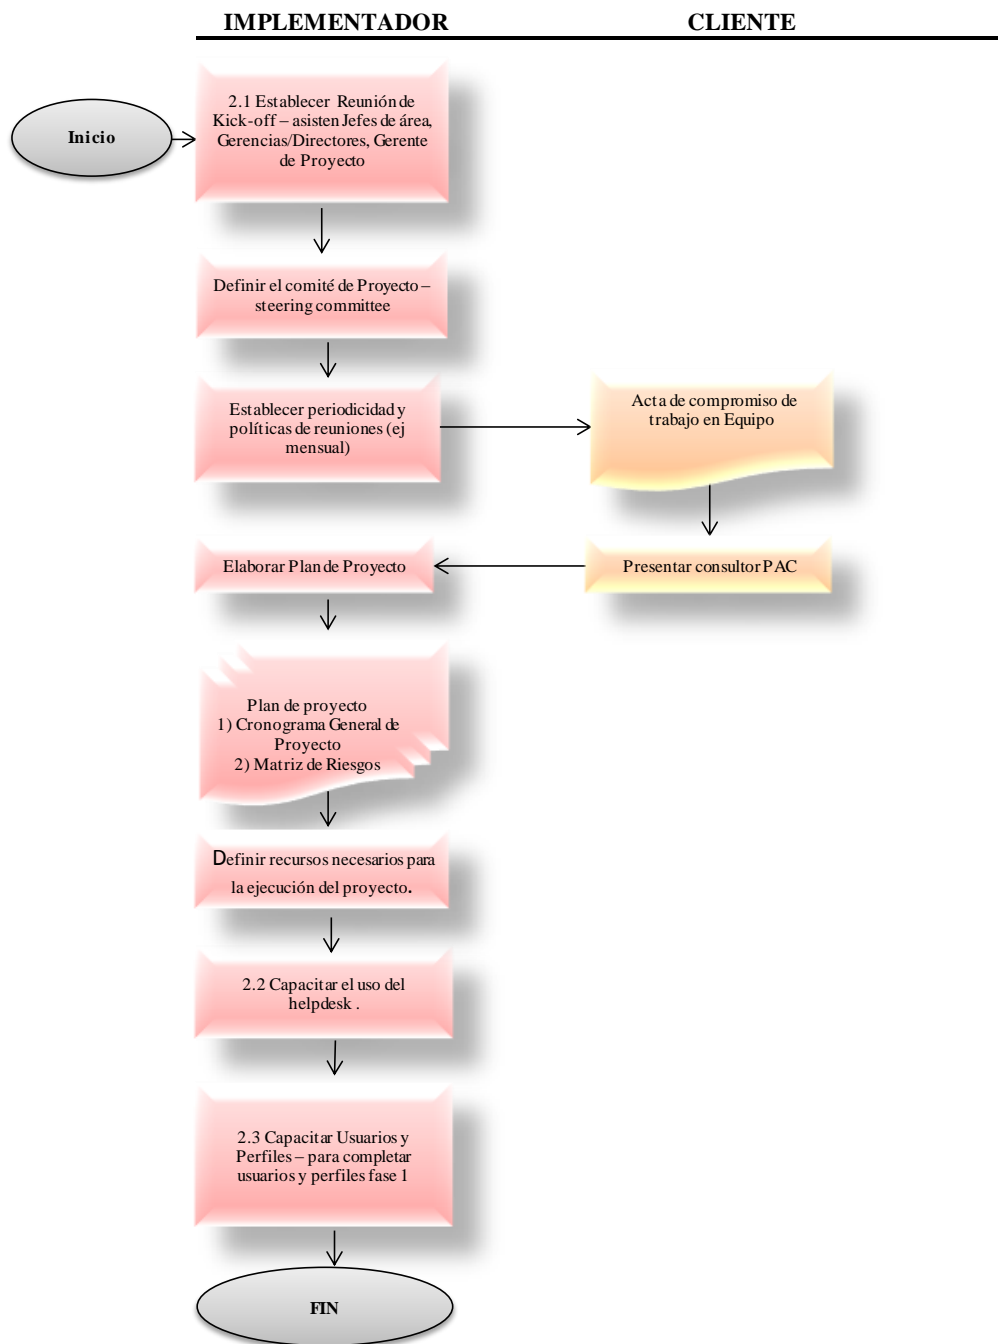 IMPLEMENTADOR CLIENTE
Inicio
2.1 Establecer Reunión de
Kick-off – asisten Jefes de área,
Gerencias/Directores, Gerente
de Proyecto
Definir el comité de Proyecto –
steering committee
Establecer periodicidad y
políticas de reuniones (ej
mensual)
Acta de compromiso de
trabajo en Equipo
Presentar consultor PAC
Elaborar Plan de Proyecto
Plan de proyecto
1) Cronograma General de
Proyecto
2) Matriz de Riesgos
Definir recursos necesarios para
la ejecución del proyecto.
2.2 Capacitar el uso del
helpdesk .
2.3 Capacitar Usuarios y
Perfiles – para completar
usuarios y perfiles fase 1
FIN